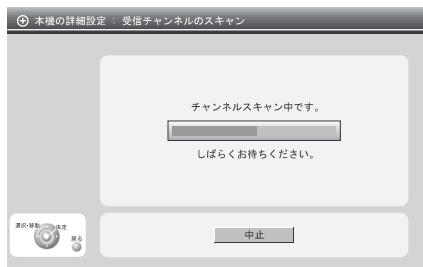 本機の詳細設定 : 受信チャンネルのスキャン
チャンネルスキャン中です。
しばらくお待ちください。
選択・移動 決定
戻る
中止